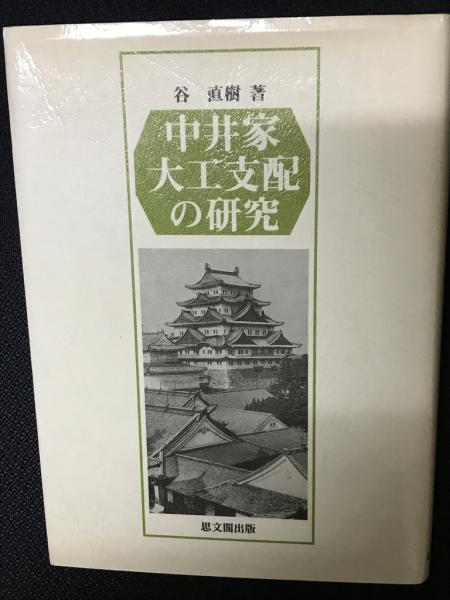 谷 直樹 著
中井家
大工支配
の研究
思文閣出版